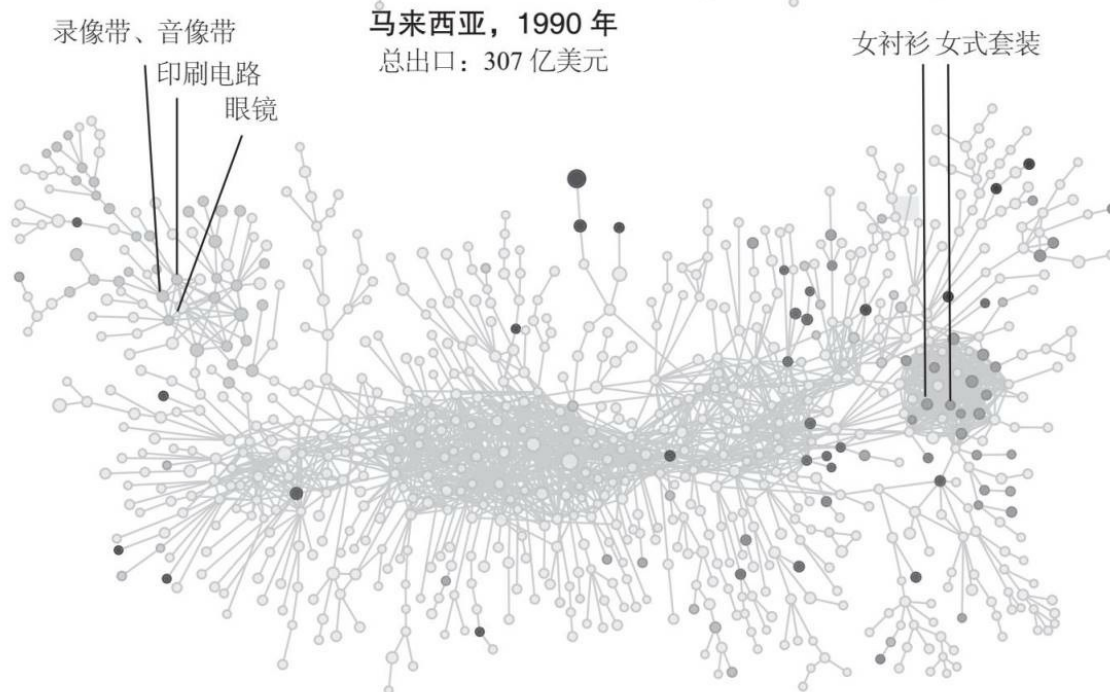 马来西亚，1990 年
总出口：307 亿美元
录像带、音像带
印刷电路
眼镜
女衬衫 女式套装